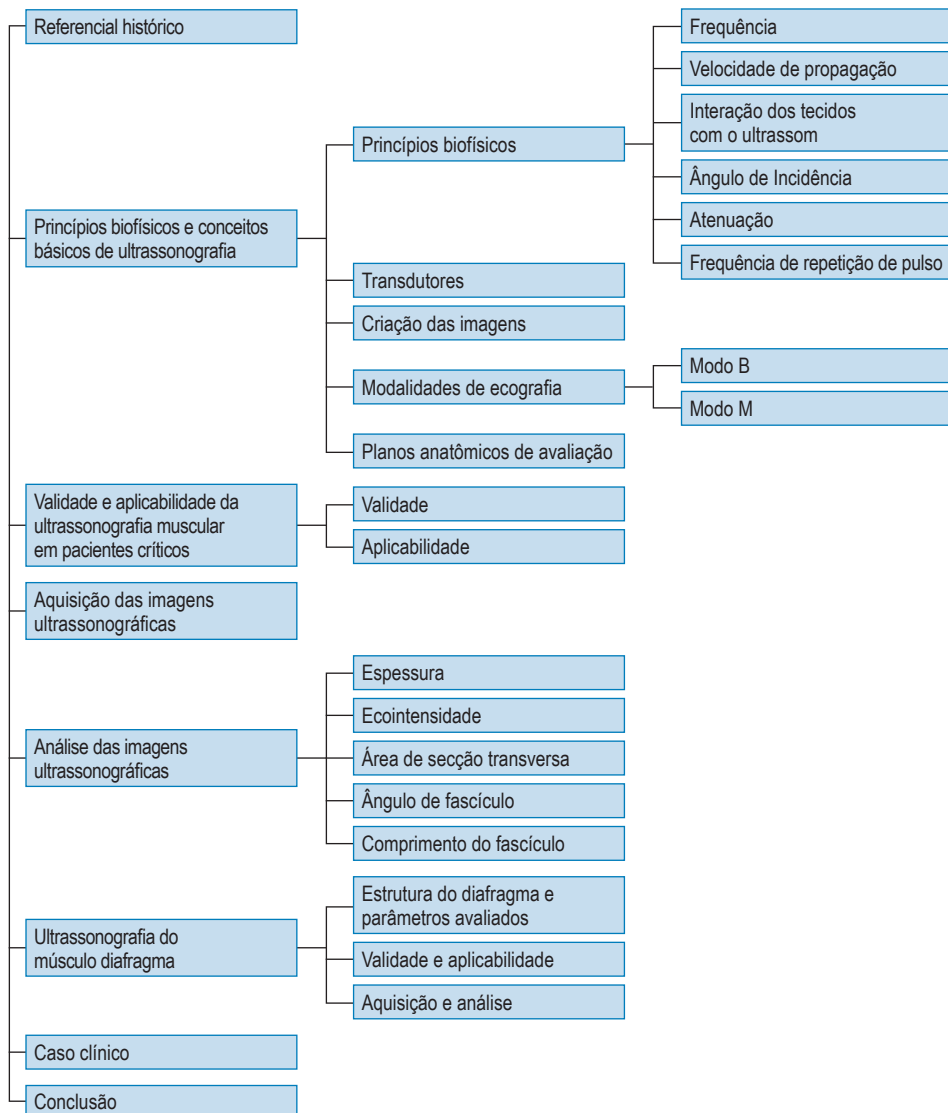 Referencial histórico
Princípios biofísicos e conceitos
básicos de ultrassonografia
Princípios biofísicos
Frequência
Velocidade de propagação
Interação dos tecidos
com o ultrassom
Ângulo de Incidência
Atenuação
Frequência de repetição de pulso
Transdutores
Criação das imagens
Modalidades de ecografia
Modo B
Modo M
Planos anatômicos de avaliação
Validade e aplicabilidade da
ultrassonografia muscular
em pacientes críticos
Validade
Aplicabilidade
Aquisição das imagens
ultrassonográficas
Análise das imagens
ultrassonográficas
Espessura
Ecointensidade
Área de secção transversa
Ângulo de fascículo
Comprimento do fascículo
Ultrassonografia do
músculo diafragma
Estrutura do diafragma e
parâmetros avaliados
Validade e aplicabilidade
Aquisição e análise
Caso clínico
Conclusão